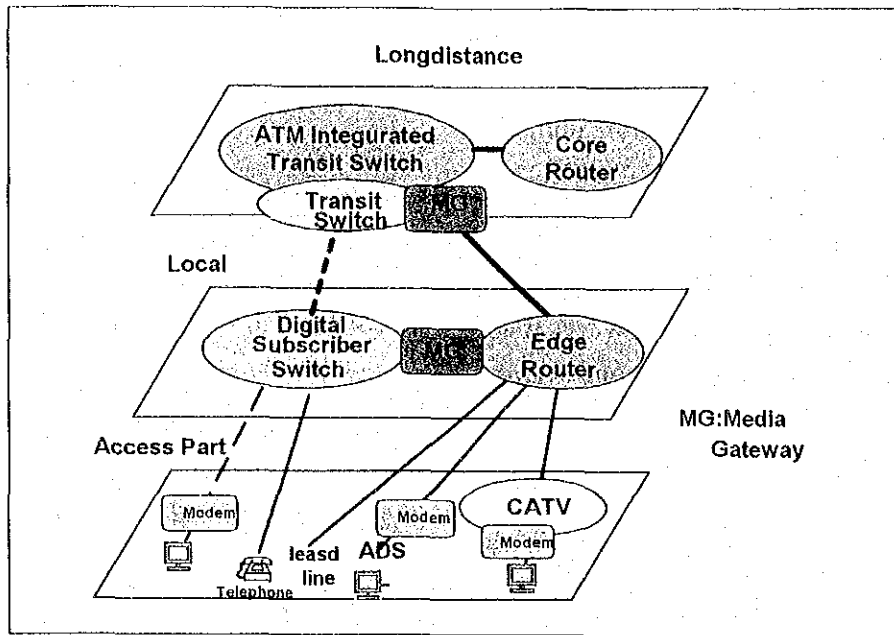 Longdistance
ATM Integurated
Transit Switch
Core
Router
Transit
Switch
MG
Local
Digital
Subscriber
Switch
MG
Edge
Router
MG:Media
Gateway
Access Part
Modem
Modem
CATV
Modem
leasd
line
ADS
Telephone